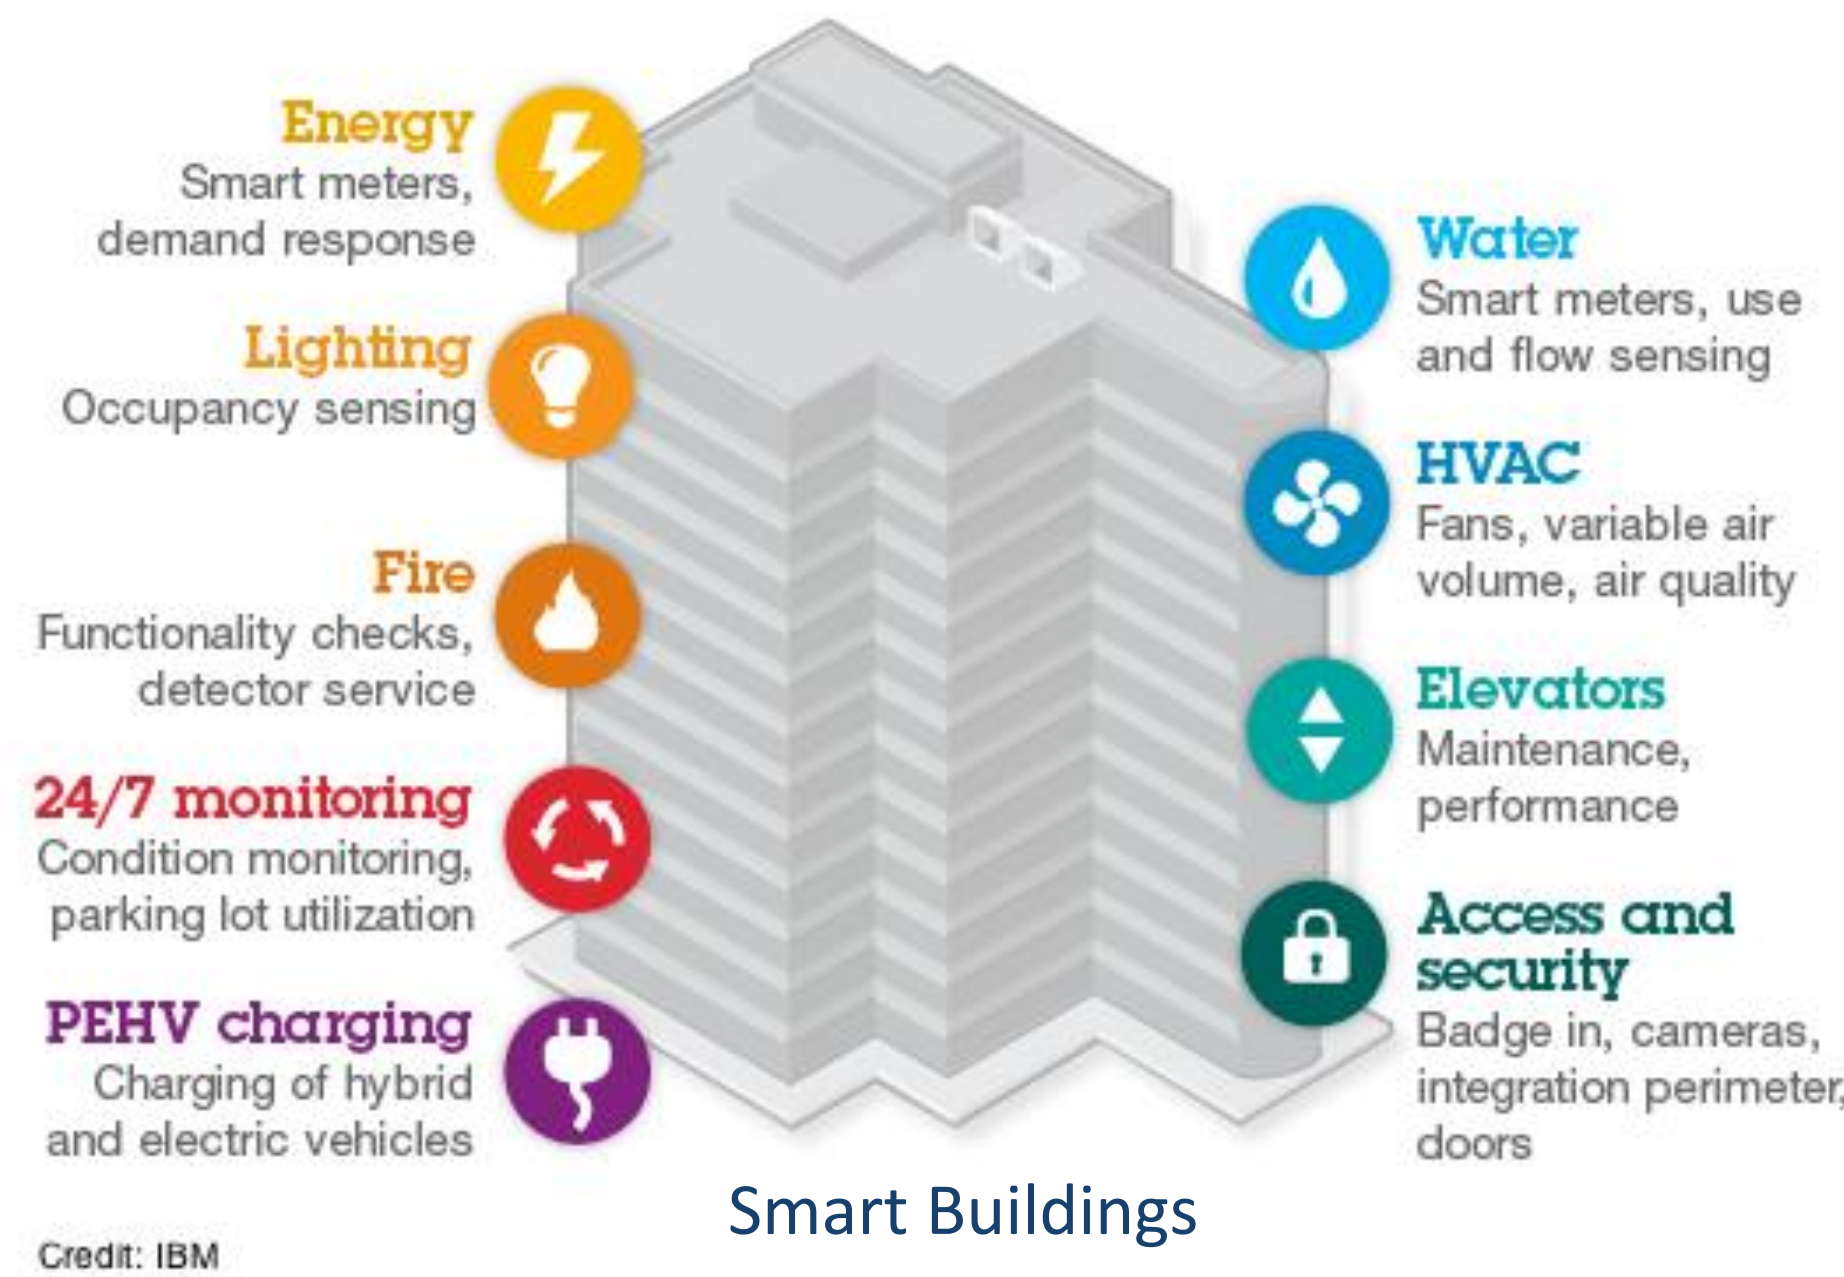 Energy
Smart meters,
demand response
Lighting
Occupancy sensing
Fire
Functionality checks,
detector service
24/7 monitoring
Condition monitoring,
parking lot utilization
PEHV charging
Charging of hybrid
and electric vehicles
Water
Smart meters, use
and flow sensing
HVAC
Fans, variable air
volume, air quality
Elevators
Maintenance,
performance
Access and
security
Badge in, cameras,
integration perimeter,
doors
Smart Buildings
Credit: IBM